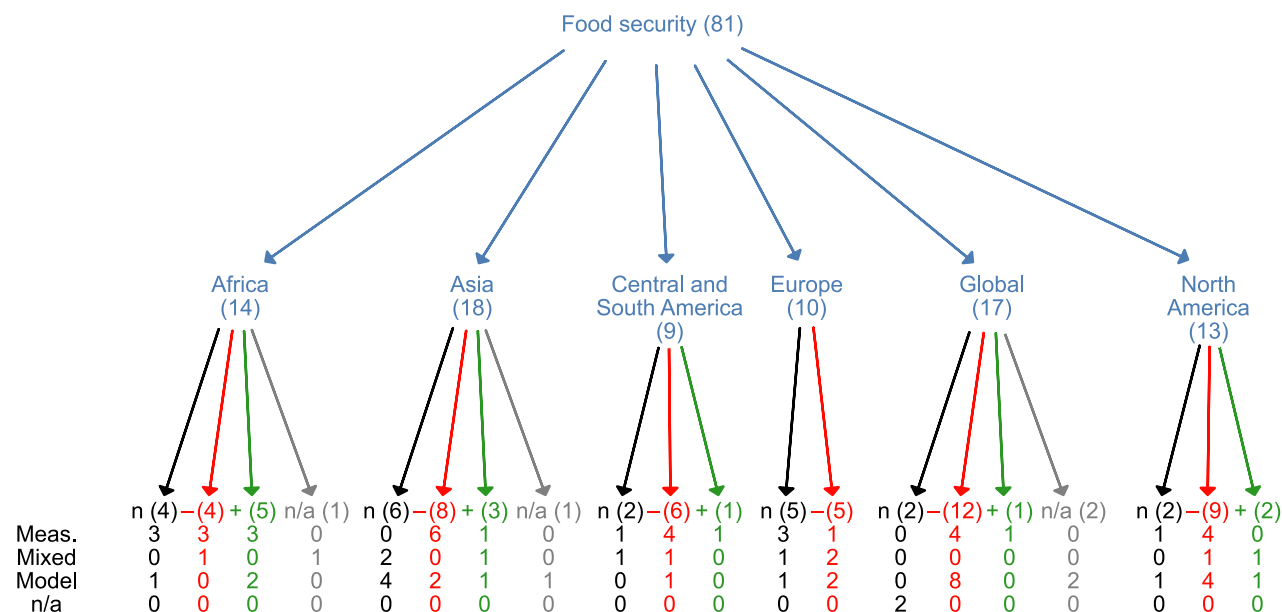 Food security (81)
Africa (14)
Asia (18)
Central and South America (9)
Europe (10)
Global (17)
North America (13)
n (4) –(4) + (5) n/a (1) n (6) –(8) + (3) n/a (1) n (2) –(6) + (1) n (5) –(5) n (2) –(12) + (1) n/a (2) n (2) –(9) + (2)
Meas. 3 3 3 0 0 6 1 0 1 4 1 3 1 0 4 1 0 1 4 0
Mixed 0 1 0 1 2 0 1 0 1 1 0 1 2 0 0 0 0 0 1 1
Model 1 0 2 0 4 2 1 1 0 1 0 1 2 0 8 0 2 1 4 1
n/a 0 0 0 0 0 0 0 0 0 0 0 0 0 2 0 0 0 0 0 0